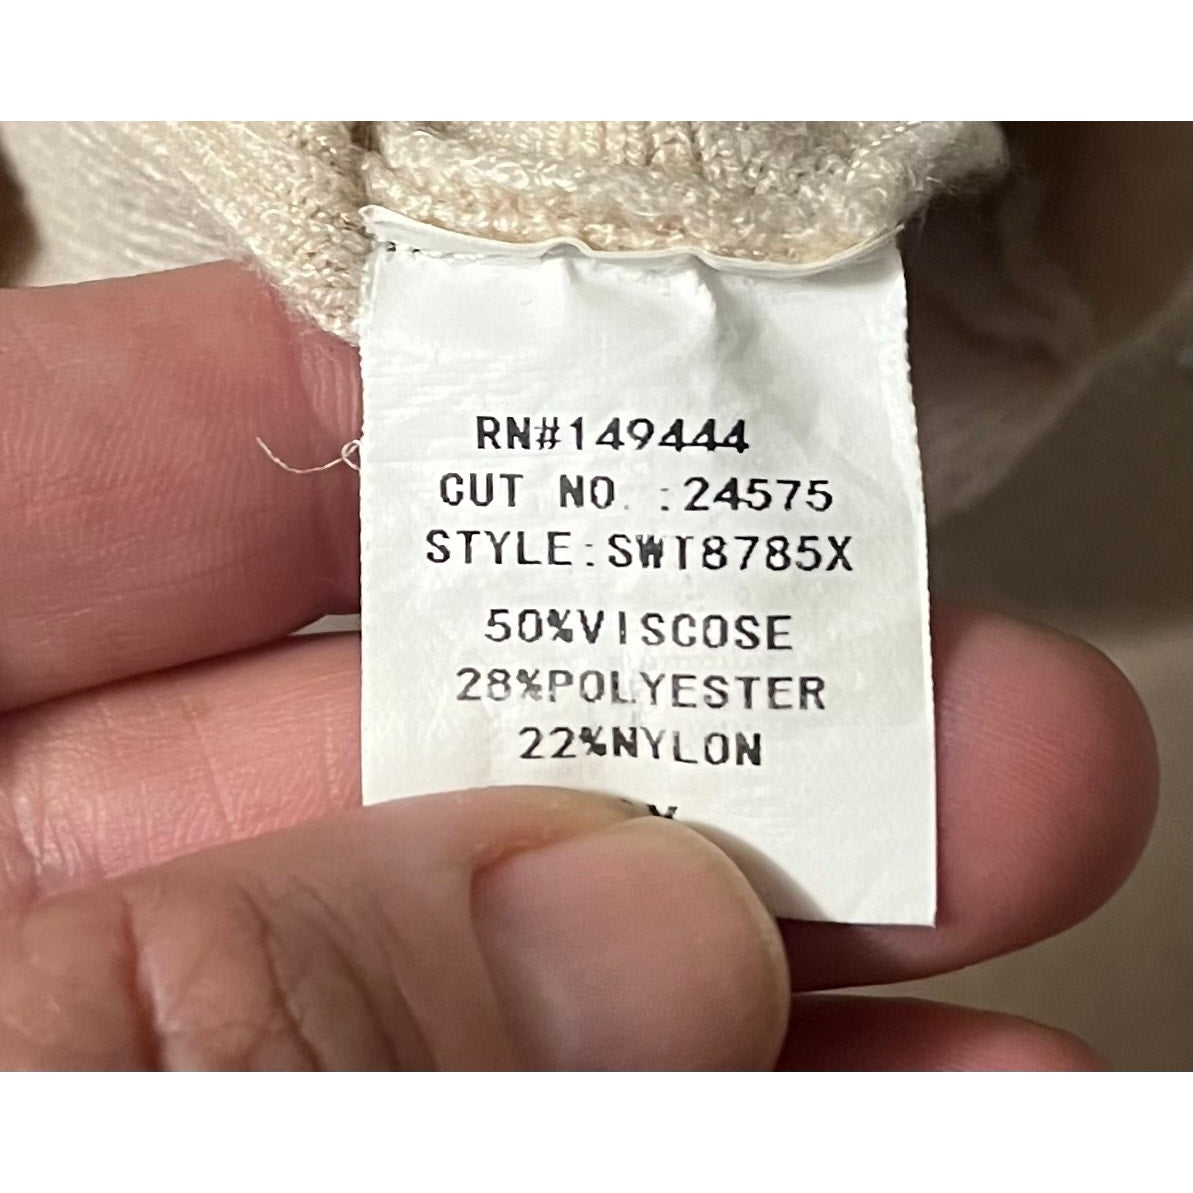 RN#149444
CUT NO. :24575
STYLE:SWT8785X
50%VISCOSE
28%POLYESTER
22%NYLON